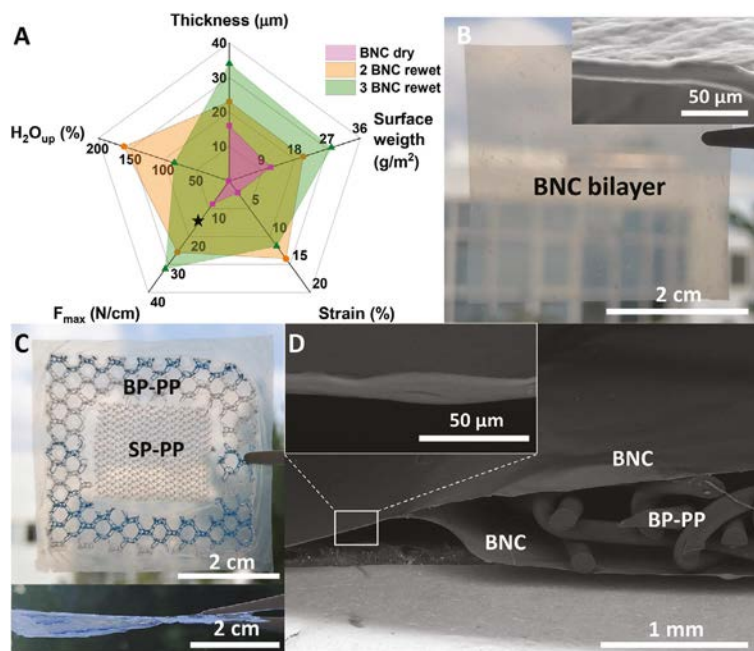 A
Thickness (µm)
40
30
20
10
BNC dry
2 BNC rewet
3 BNC rewet
H₂Oup (%)
200
150
100
50
Surface weigth
(g/m²)
36
27
18
9
5
10
15
20
Strain (%)
10
20
30
40
Fmax (N/cm)
B
50 µm
BNC bilayer
2 cm
C
BP-PP
SP-PP
2 cm
2 cm
D
50 µm
BNC
BP-PP
BNC
1 mm